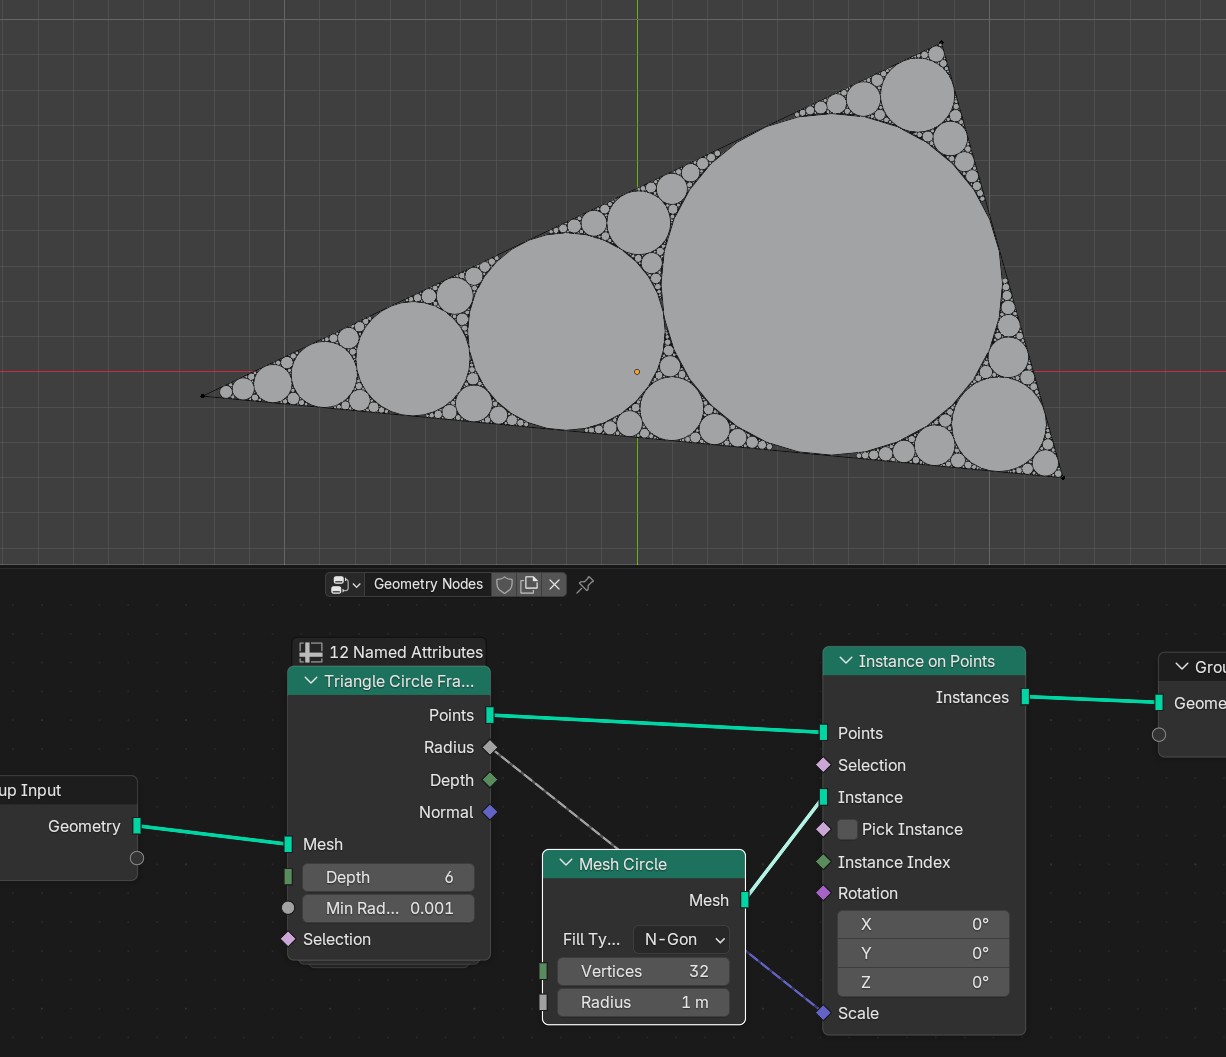 Geometry Nodes
12 Named Attributes
Triangle Circle Fra...
Points
Radius
Depth
Normal
Mesh
Depth 6
Min Rad... 0.001
Selection
up Input
Geometry
Mesh Circle
Mesh
Fill Ty... N-Gon
Vertices 32
Radius 1 m
Instance on Points
Instances
Points
Selection
Instance
Pick Instance
Instance Index
Rotation
X 0°
Y 0°
Z 0°
Scale
Grou
Geome